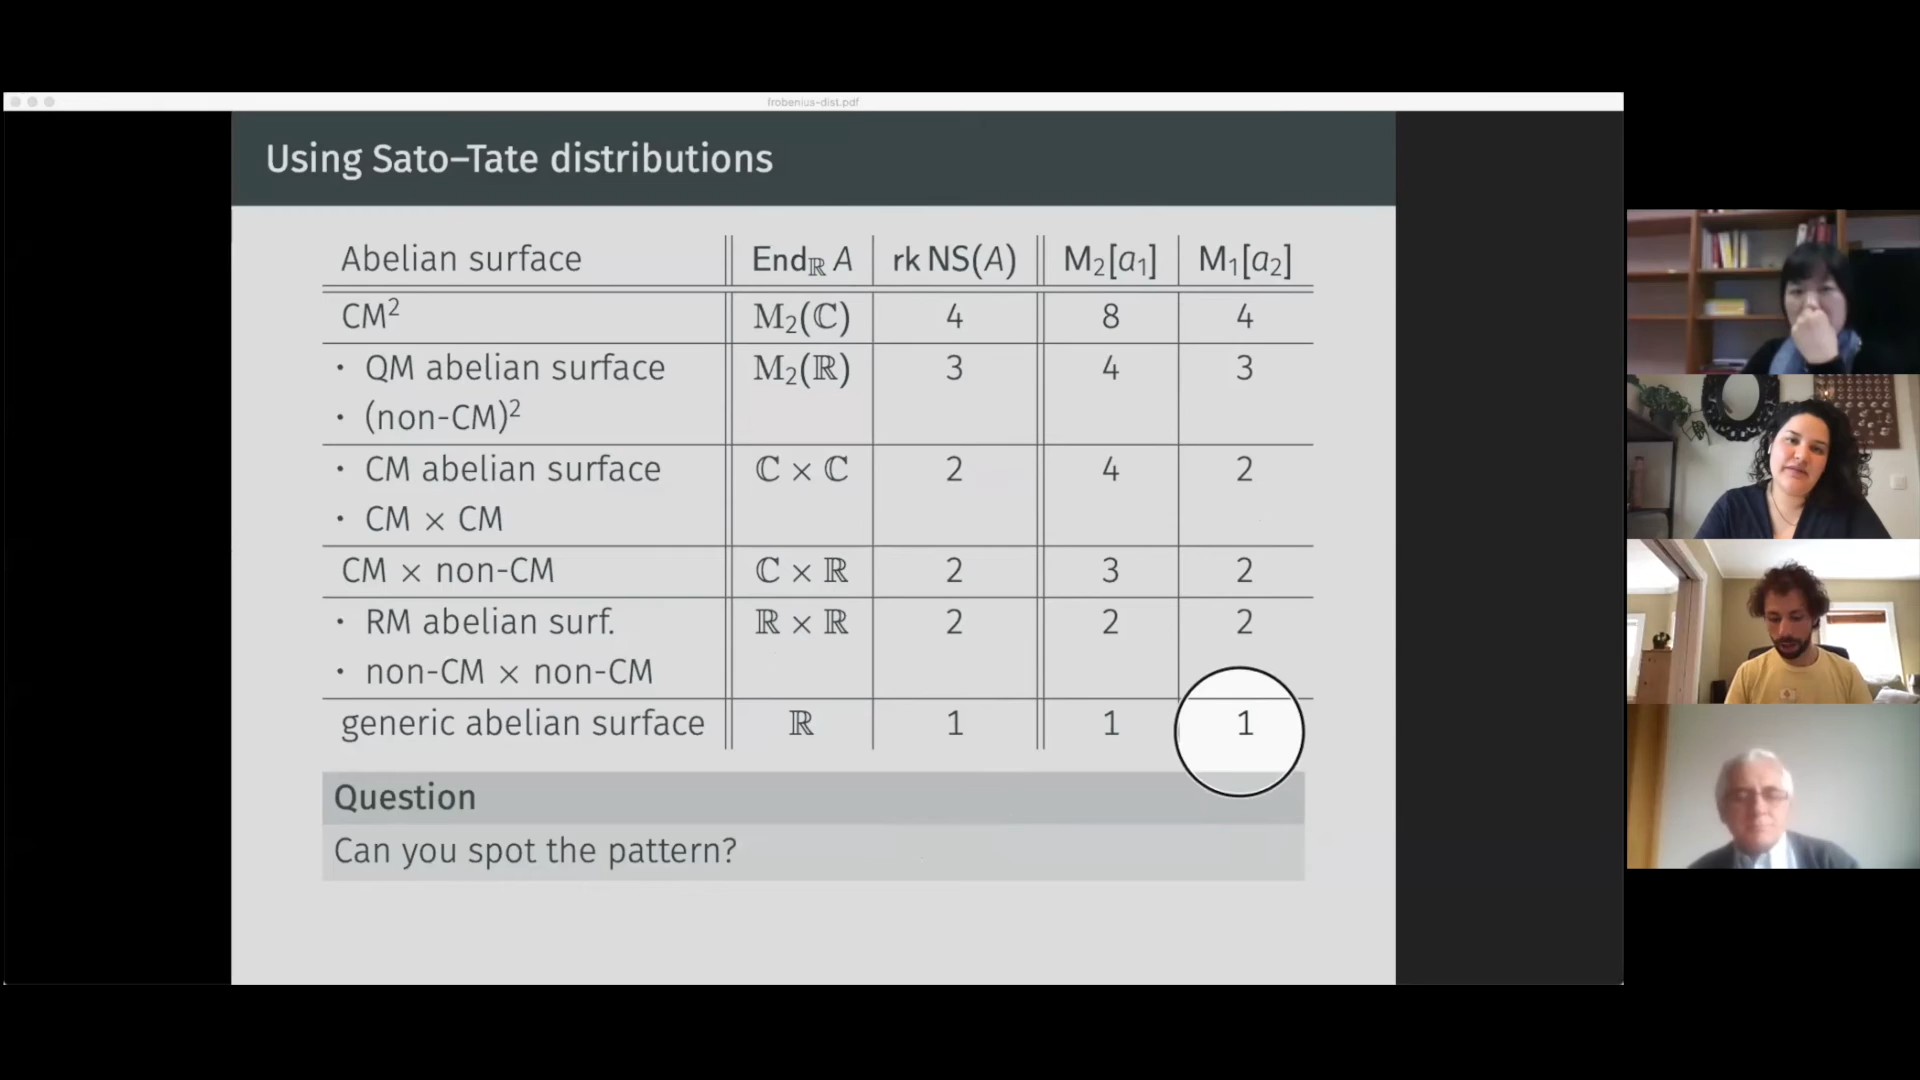 frobenius-dist.pdf
Using Sato–Tate distributions
Abelian surface End_ℝ A rk NS(A) M₂[a₁] M₁[a₂]
CM² M₂(ℂ) 4 8 4
· QM abelian surface M₂(ℝ) 3 4 3
· (non-CM)²
· CM abelian surface ℂ × ℂ 2 4 2
· CM × CM
CM × non-CM ℂ × ℝ 2 3 2
· RM abelian surf. ℝ × ℝ 2 2 2
· non-CM × non-CM
generic abelian surface ℝ 1 1 1
Question
Can you spot the pattern?